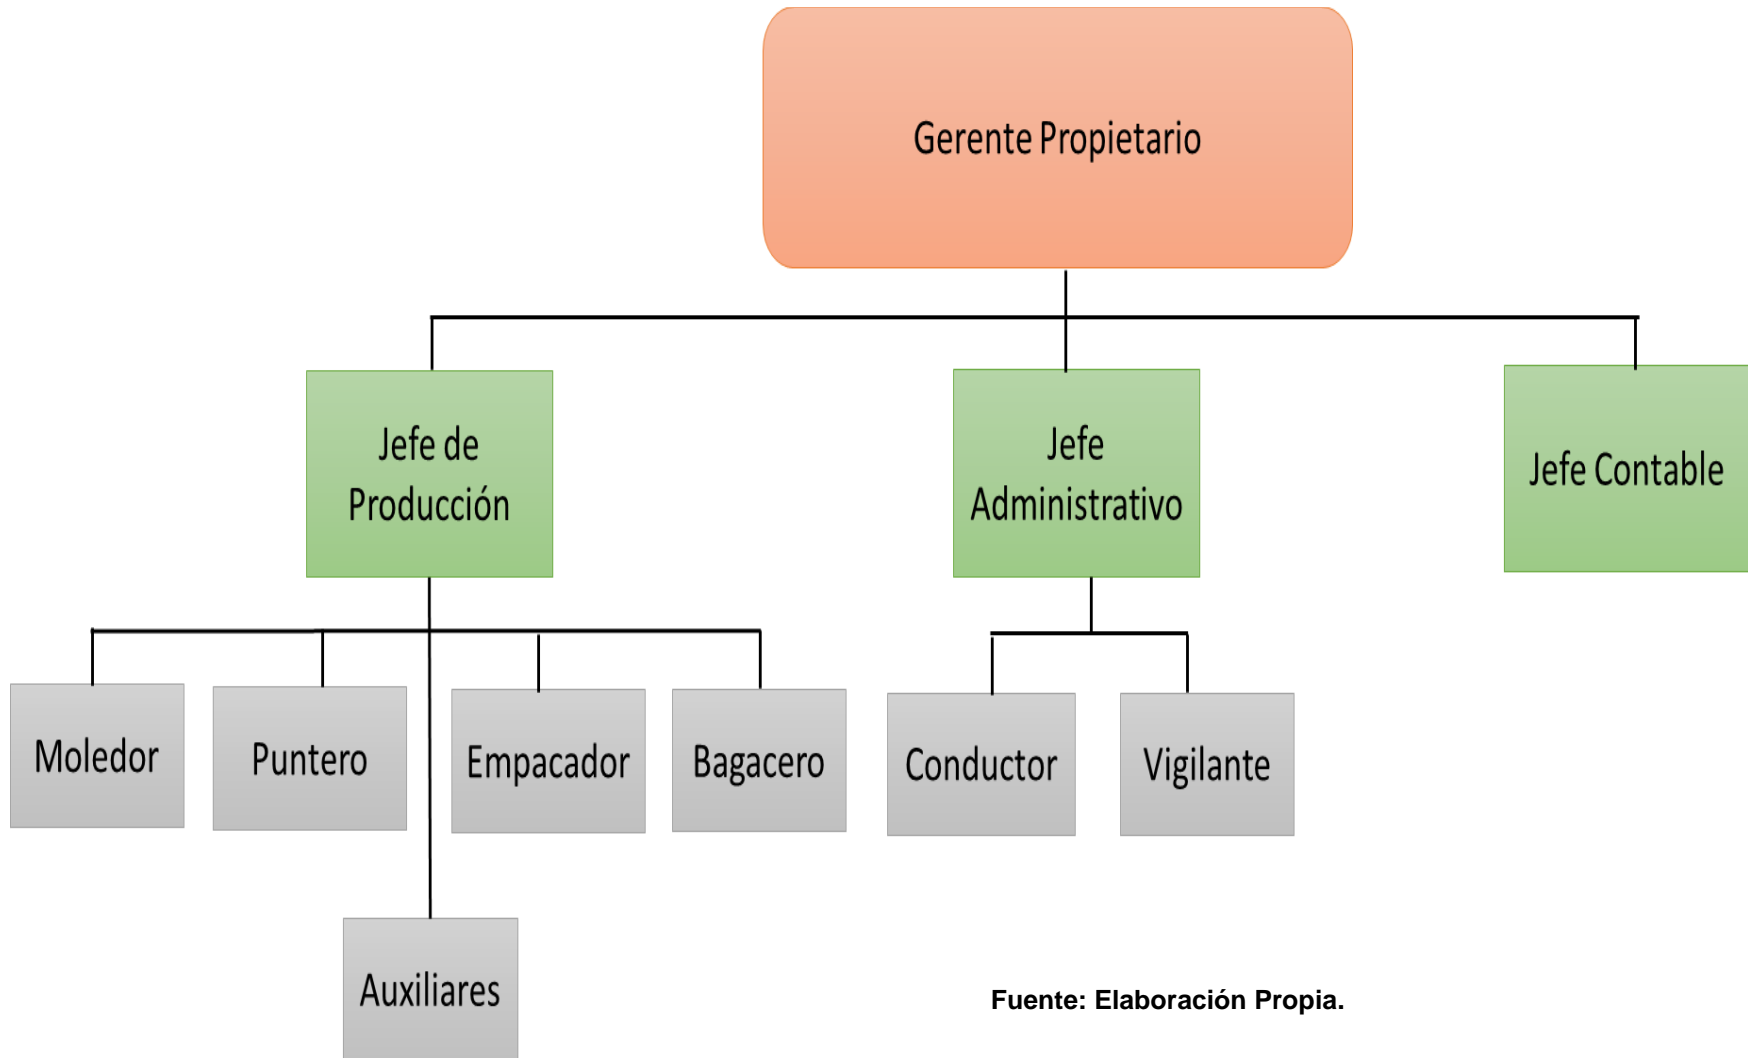 Gerente Propietario
Jefe de
Producción
Jefe
Administrativo
Jefe Contable
Moledor
Puntero
Empacador
Bagacero
Conductor
Vigilante
Auxiliares
Fuente: Elaboración Propia.